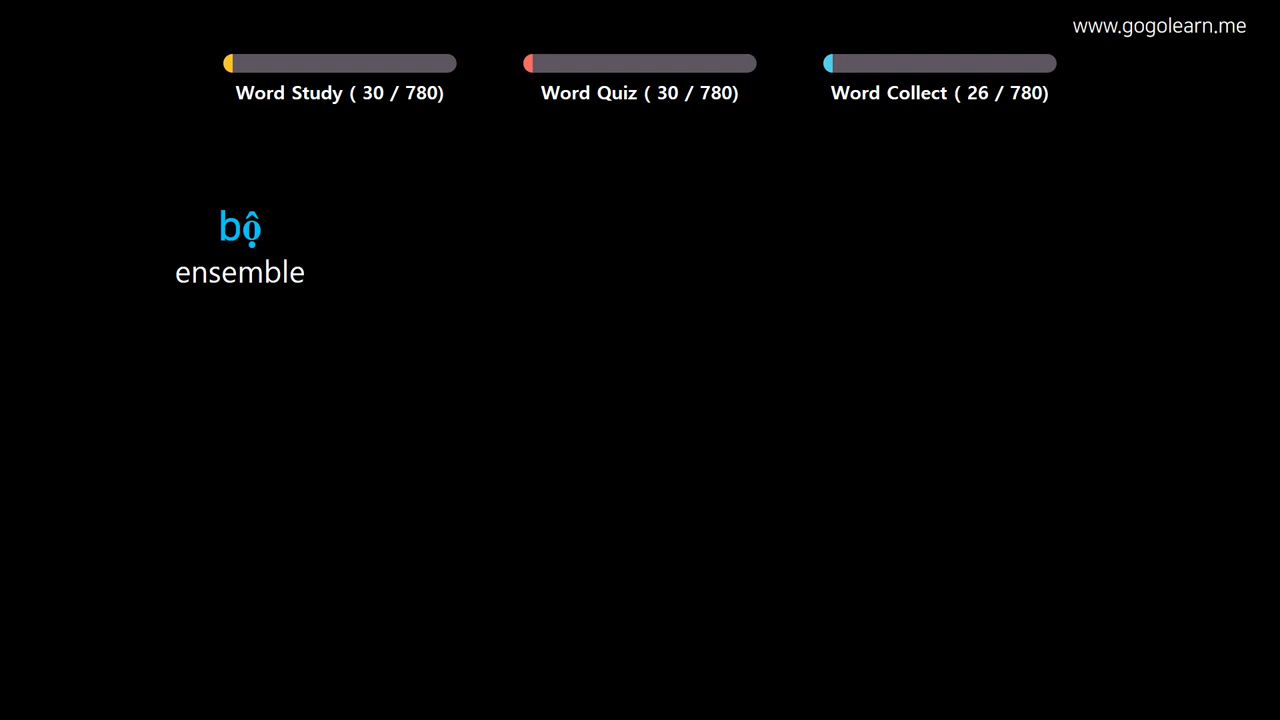 www.gogolearn.me
Word Study ( 30 / 780)
Word Quiz ( 30 / 780)
Word Collect ( 26 / 780)
bộ
ensemble